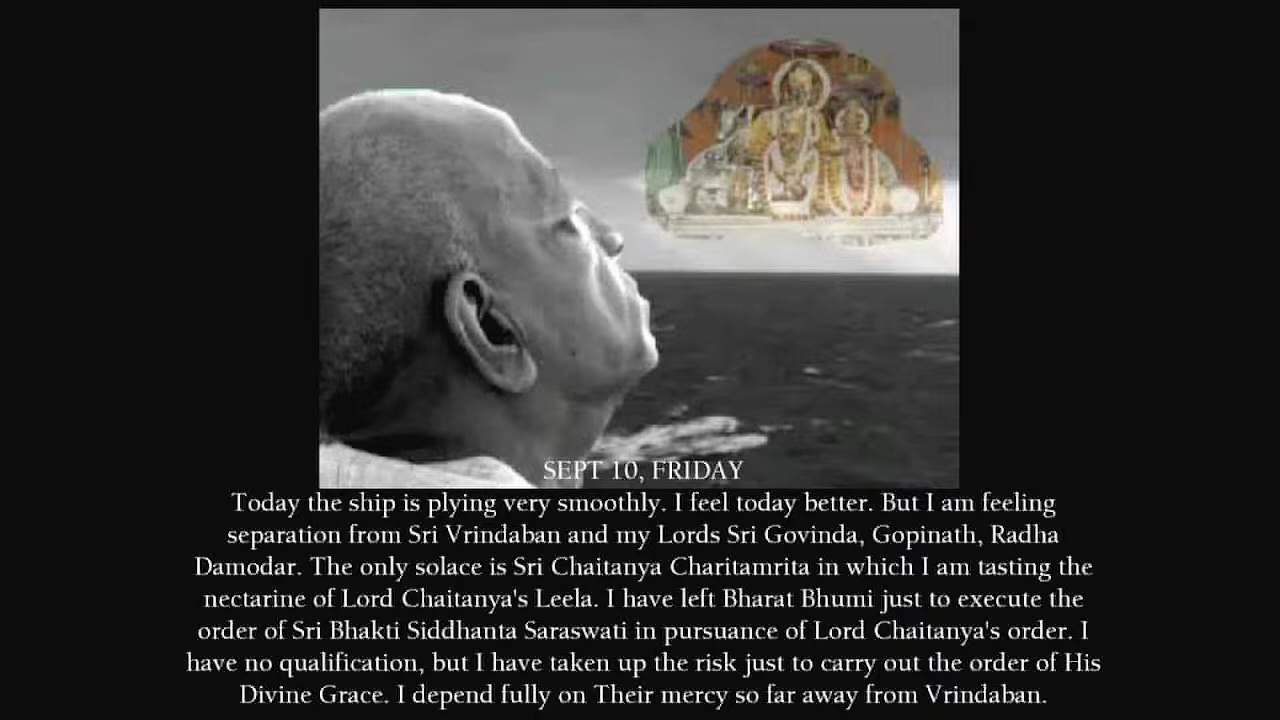 SEPT 10, FRIDAY
Today the ship is plying very smoothly. I feel today better. But I am feeling
separation from Sri Vrindaban and my Lords Sri Govinda, Gopinath, Radha
Damodar. The only solace is Sri Chaitanya Charitamrita in which I am tasting the
nectarine of Lord Chaitanya's Leela. I have left Bharat Bhumi just to execute the
order of Sri Bhakti Siddhanta Saraswati in pursuance of Lord Chaitanya's order. I
have no qualification, but I have taken up the risk just to carry out the order of His
Divine Grace. I depend fully on Their mercy so far away from Vrindaban.